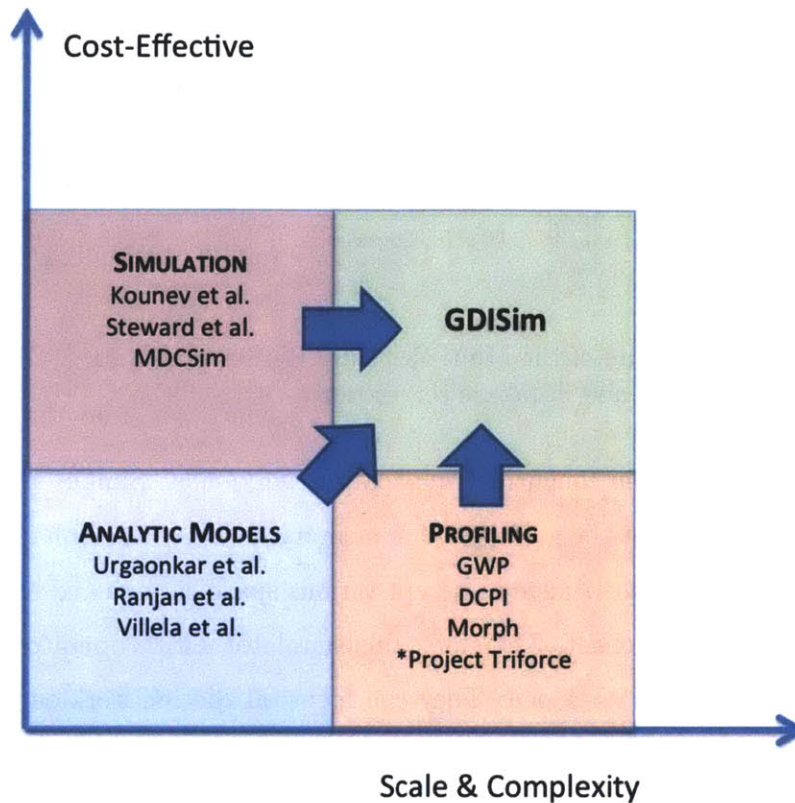 Cost-Effective
SIMULATION
Kounev et al.
Steward et al.
MDCSim
GDISim
ANALYTIC MODELS
Urgaonkar et al.
Ranjan et al.
Villela et al.
PROFILING
GWP
DCPI
Morph
*Project Triforce
Scale & Complexity